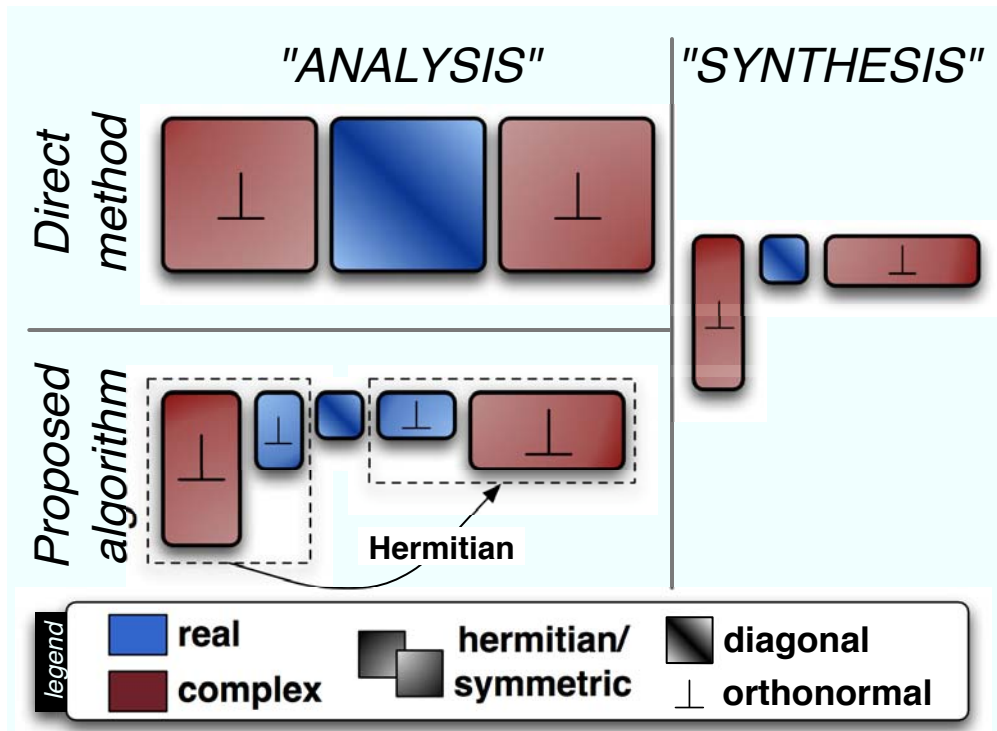 "ANALYSIS"
"SYNTHESIS"
Direct
method
⊥
⊥
⊥
⊥
Proposed
algorithm
⊥
⊥
⊥
⊥
Hermitian
legend
real
complex
hermitian/
symmetric
diagonal
⊥ orthonormal